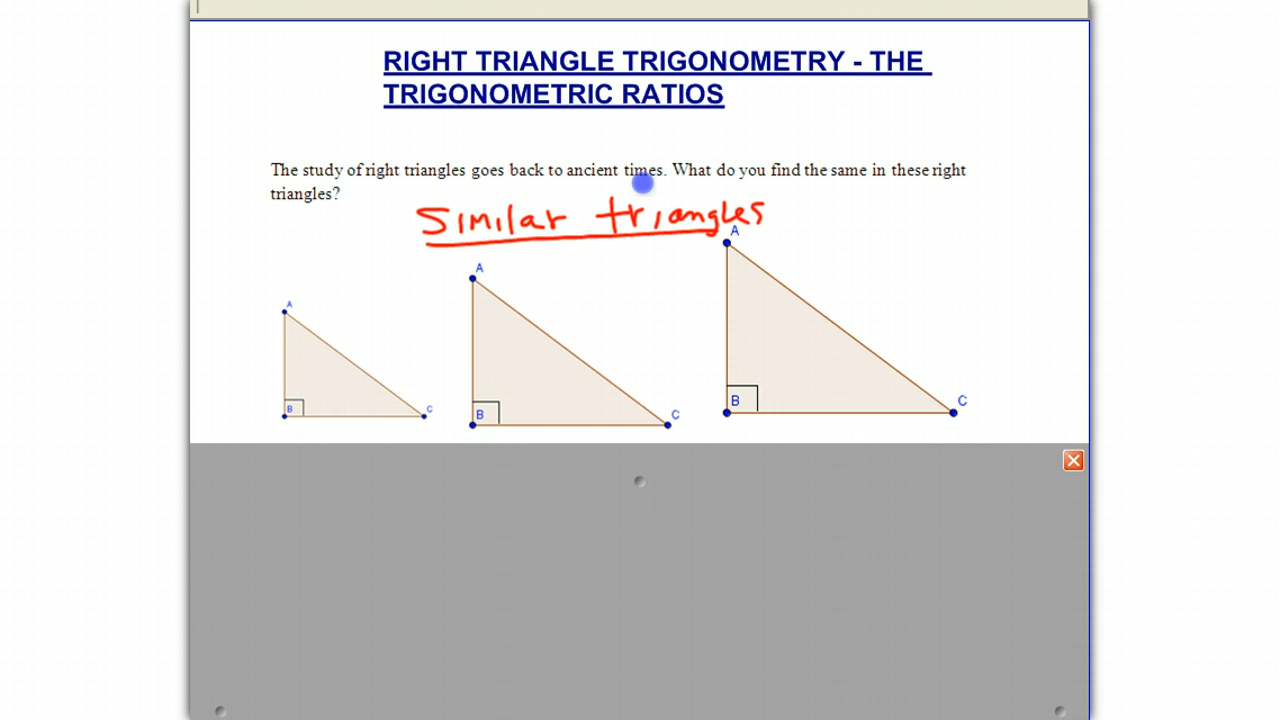 RIGHT TRIANGLE TRIGONOMETRY - THE
TRIGONOMETRIC RATIOS
The study of right triangles goes back to ancient times. What do you find the same in these right
triangles?
Similar triangles
A
A
A
B
C
B
C
B
C